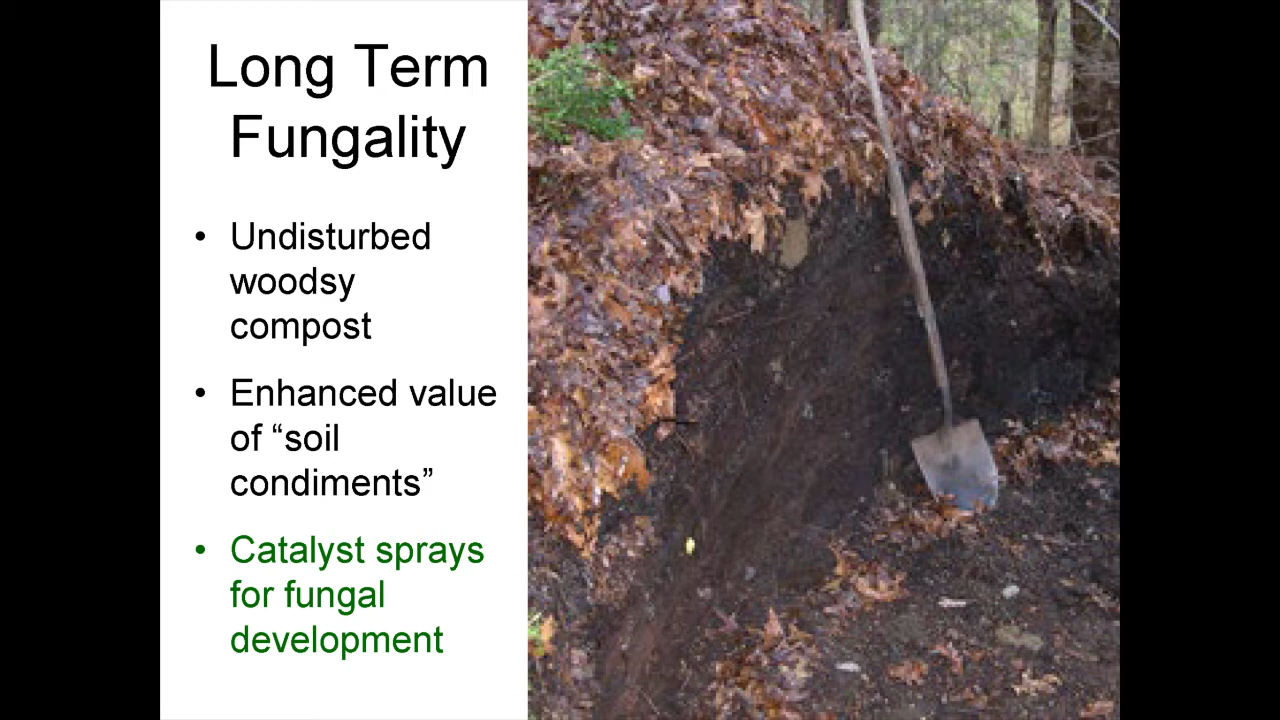 Long Term
Fungality
• Undisturbed
woodsy
compost
• Enhanced value
of “soil
condiments”
• Catalyst sprays
for fungal
development